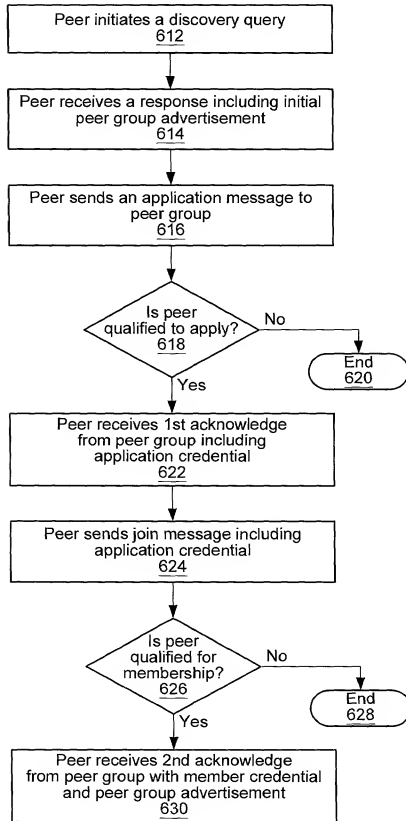 Peer initiates a discovery query
612
Peer receives a response including initial
peer group advertisement
614
Peer sends an application message to
peer group
616
Is peer
qualified to apply?
618
No
End
620
Yes
Peer receives 1st acknowledge
from peer group including
application credential
622
Peer sends join message including
application credential
624
Is peer
qualified for
membership?
626
No
End
628
Yes
Peer receives 2nd acknowledge
from peer group with member credential
and peer group advertisement
630